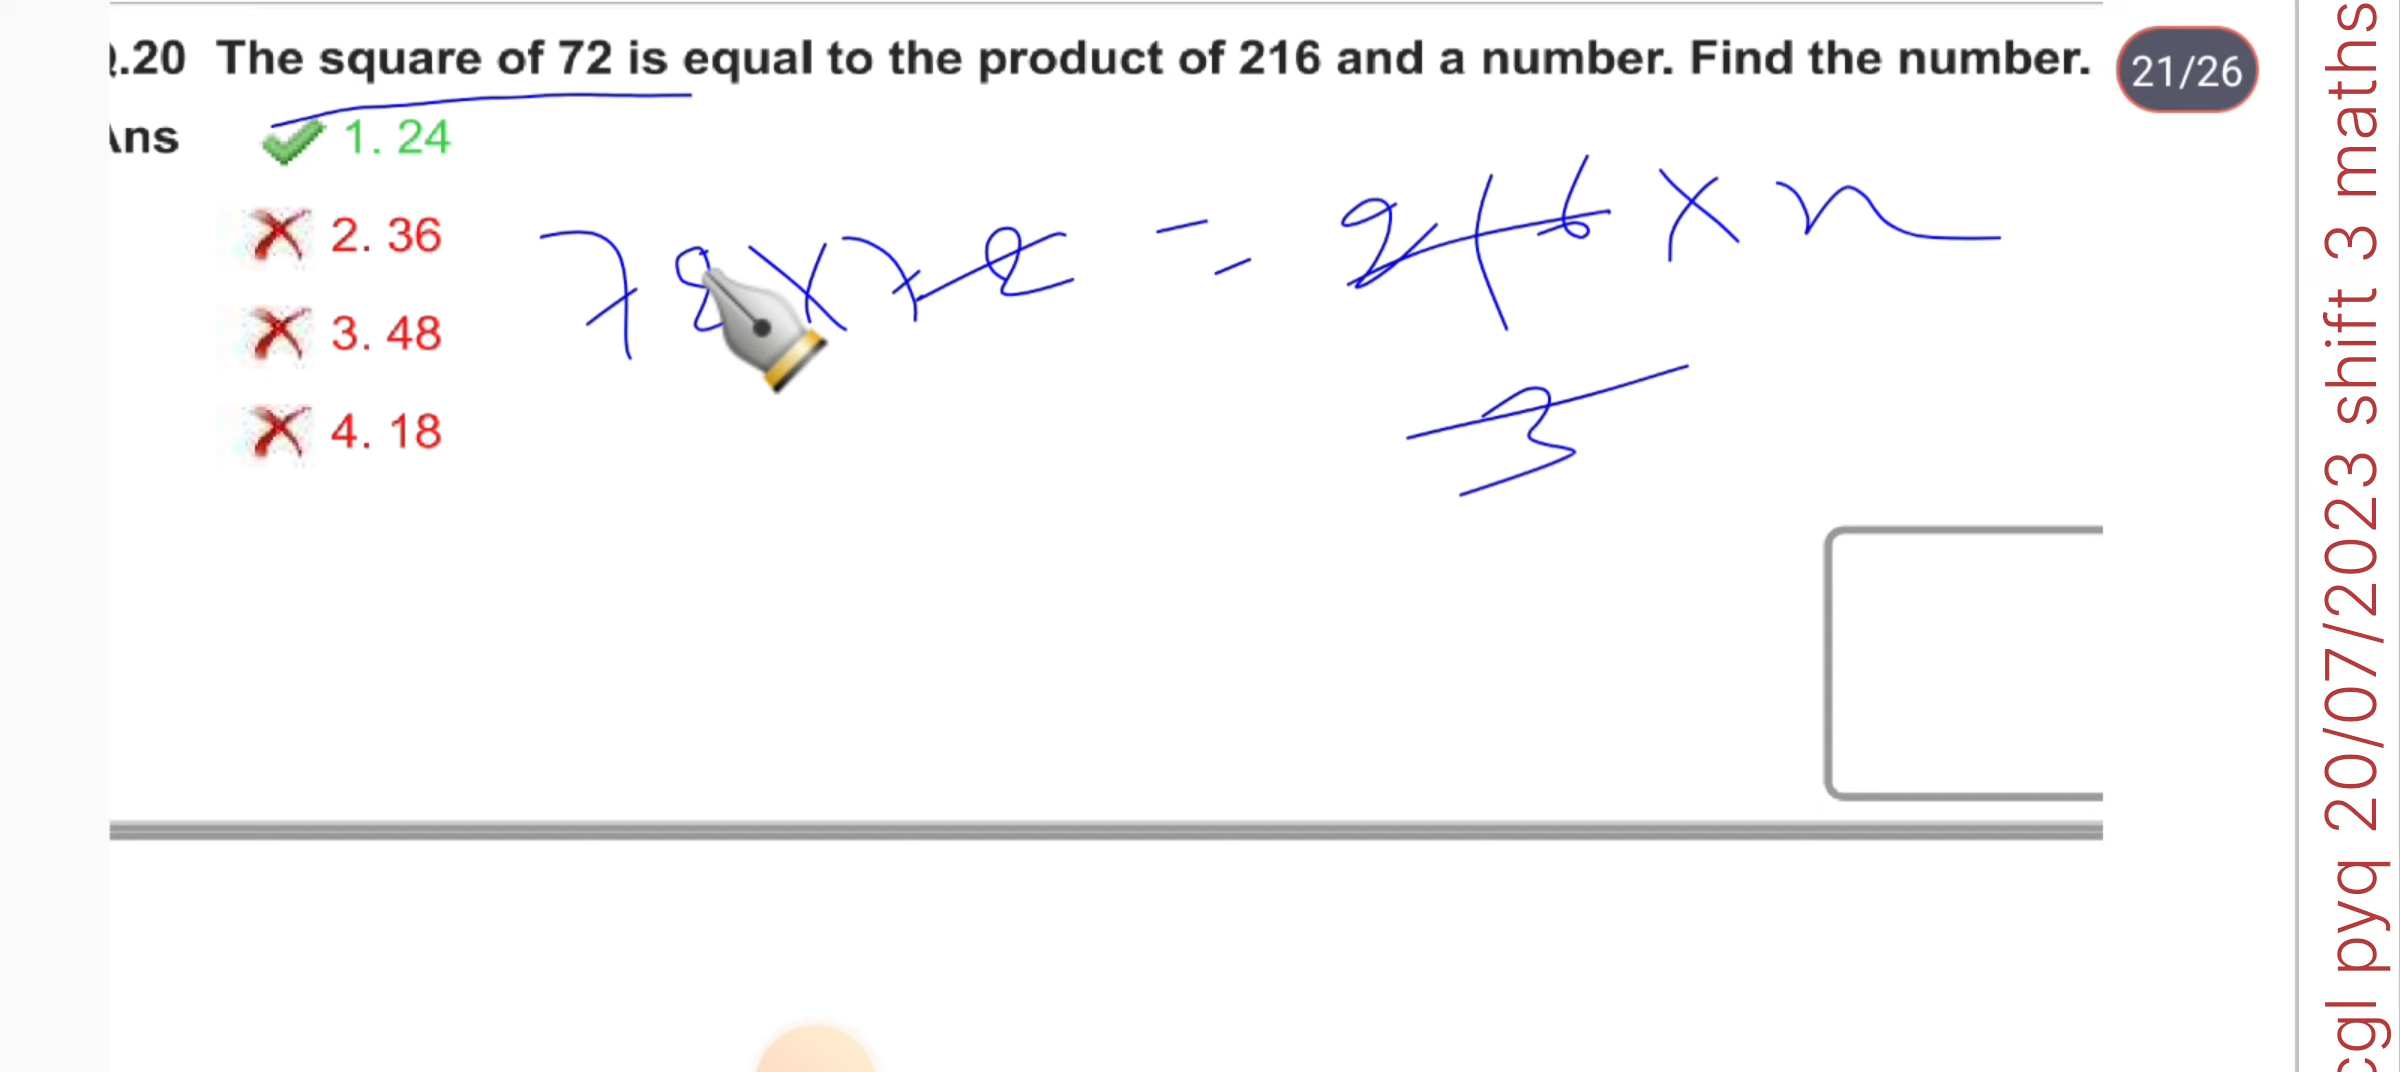 .20 The square of 72 is equal to the product of 216 and a number. Find the number.
21/26
Ans
1. 24
2. 36
3. 48
4. 18
72 x 72 = 216 x n
3
cgl pyq 20/07/2023 shift 3 maths